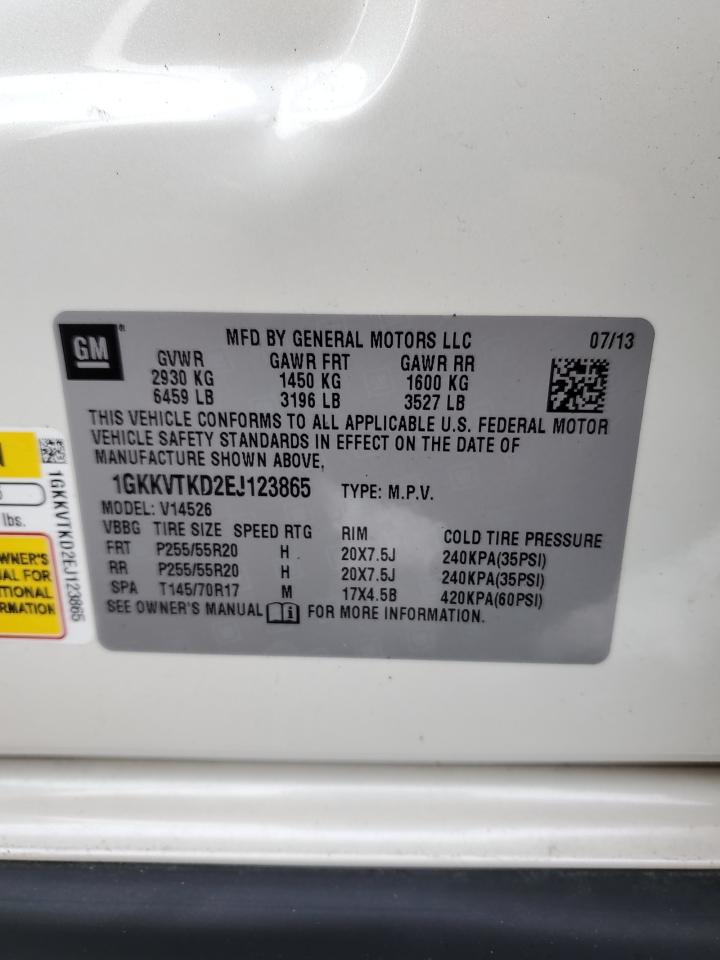 GM
MFD BY GENERAL MOTORS LLC 07/13
GVWR GAWR FRT GAWR RR
2930 KG 1450 KG 1600 KG
6459 LB 3196 LB 3527 LB
THIS VEHICLE CONFORMS TO ALL APPLICABLE U.S. FEDERAL MOTOR
VEHICLE SAFETY STANDARDS IN EFFECT ON THE DATE OF
MANUFACTURE SHOWN ABOVE,
1GKKVTKD2EJ123865 TYPE: M.P.V.
MODEL: V14526
VBBG TIRE SIZE SPEED RTG RIM COLD TIRE PRESSURE
FRT P255/55R20 H 20X7.5J 240KPA(35PSI)
RR P255/55R20 H 20X7.5J 240KPA(35PSI)
SPA T145/70R17 M 17X4.5B 420KPA(60PSI)
SEE OWNER'S MANUAL i FOR MORE INFORMATION.
lbs.
OWNER'S
FOR
1GKKVTKD2EJ123865